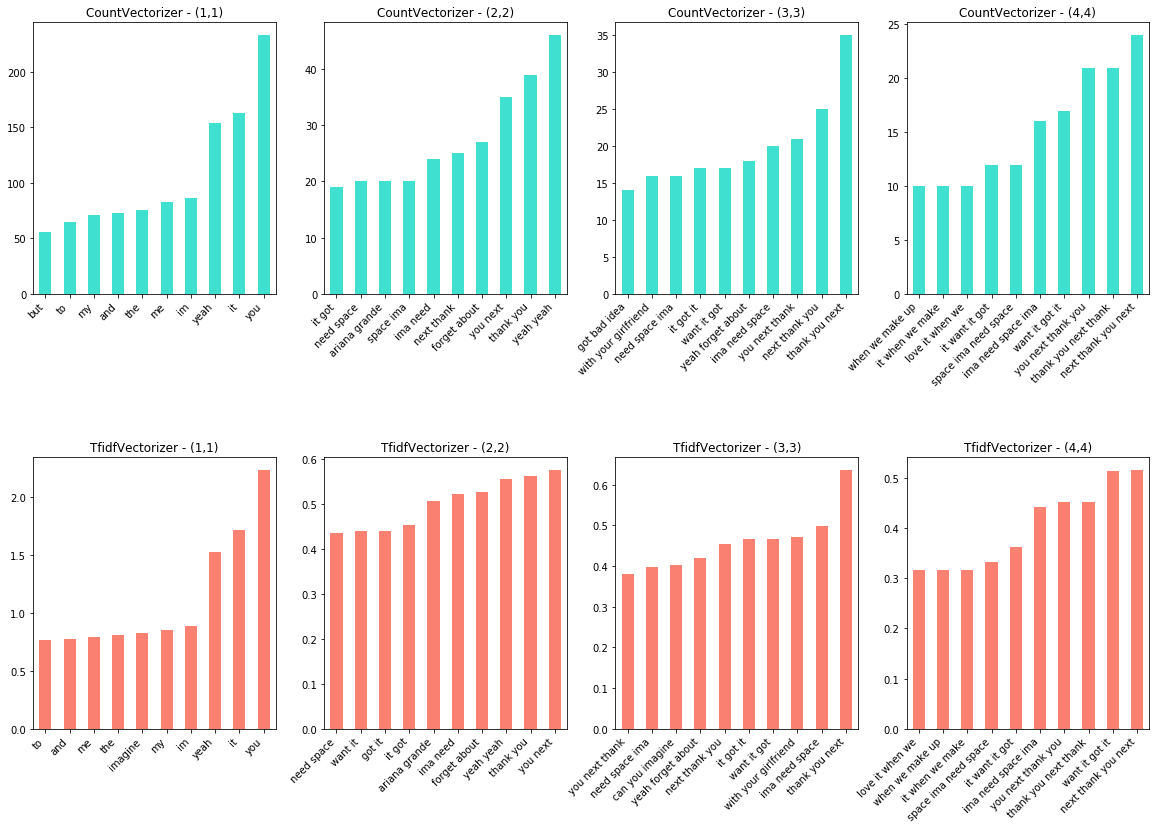 CountVectorizer - (1,1)
250
200
150
100
50
0
but
to
my
and
the
me
im
yeah
it
you
CountVectorizer - (2,2)
40
30
20
10
0
it got
need space
ariana grande
space ima
ima need
next thank
forget about
you next
thank you
yeah yeah
CountVectorizer - (3,3)
35
30
25
20
15
10
5
0
got bad idea
with your girlfriend
need space ima
it got it
want it got
yeah forget about
ima need space
you next thank
next thank you
thank you next
CountVectorizer - (4,4)
25
20
15
10
5
0
when we make up
it when we make
love it when we
it want it got
space ima need space
ima need space ima
want it got it
you next thank you
thank you next thank
next thank you next
TfidfVectorizer - (1,1)
2.0
1.5
1.0
0.5
0.0
to
and
me
the
imagine
my
im
yeah
it
you
TfidfVectorizer - (2,2)
0.6
0.5
0.4
0.3
0.2
0.1
0.0
need space
want it
got it
it got
ariana grande
ima need
forget about
yeah yeah
thank you
you next
TfidfVectorizer - (3,3)
0.6
0.5
0.4
0.3
0.2
0.1
0.0
you next thank
need space ima
can you imagine
yeah forget about
next thank you
it got it
want it got
with your girlfriend
ima need space
thank you next
TfidfVectorizer - (4,4)
0.5
0.4
0.3
0.2
0.1
0.0
love it when we
when we make up
it when we make
space ima need space
it want it got
ima need space ima
you next thank you
thank you next thank
want it got it
next thank you next